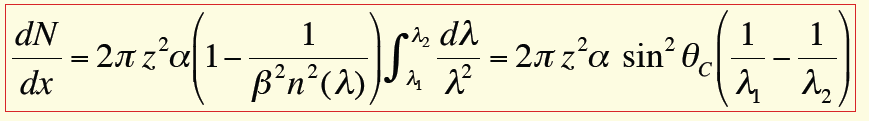 dN/dx = 2π z²α(1 − 1/(β²n²(λ))) ∫_{λ₁}^{λ₂} dλ/λ² = 2π z²α sin²θ_C (1/λ₁ − 1/λ₂)